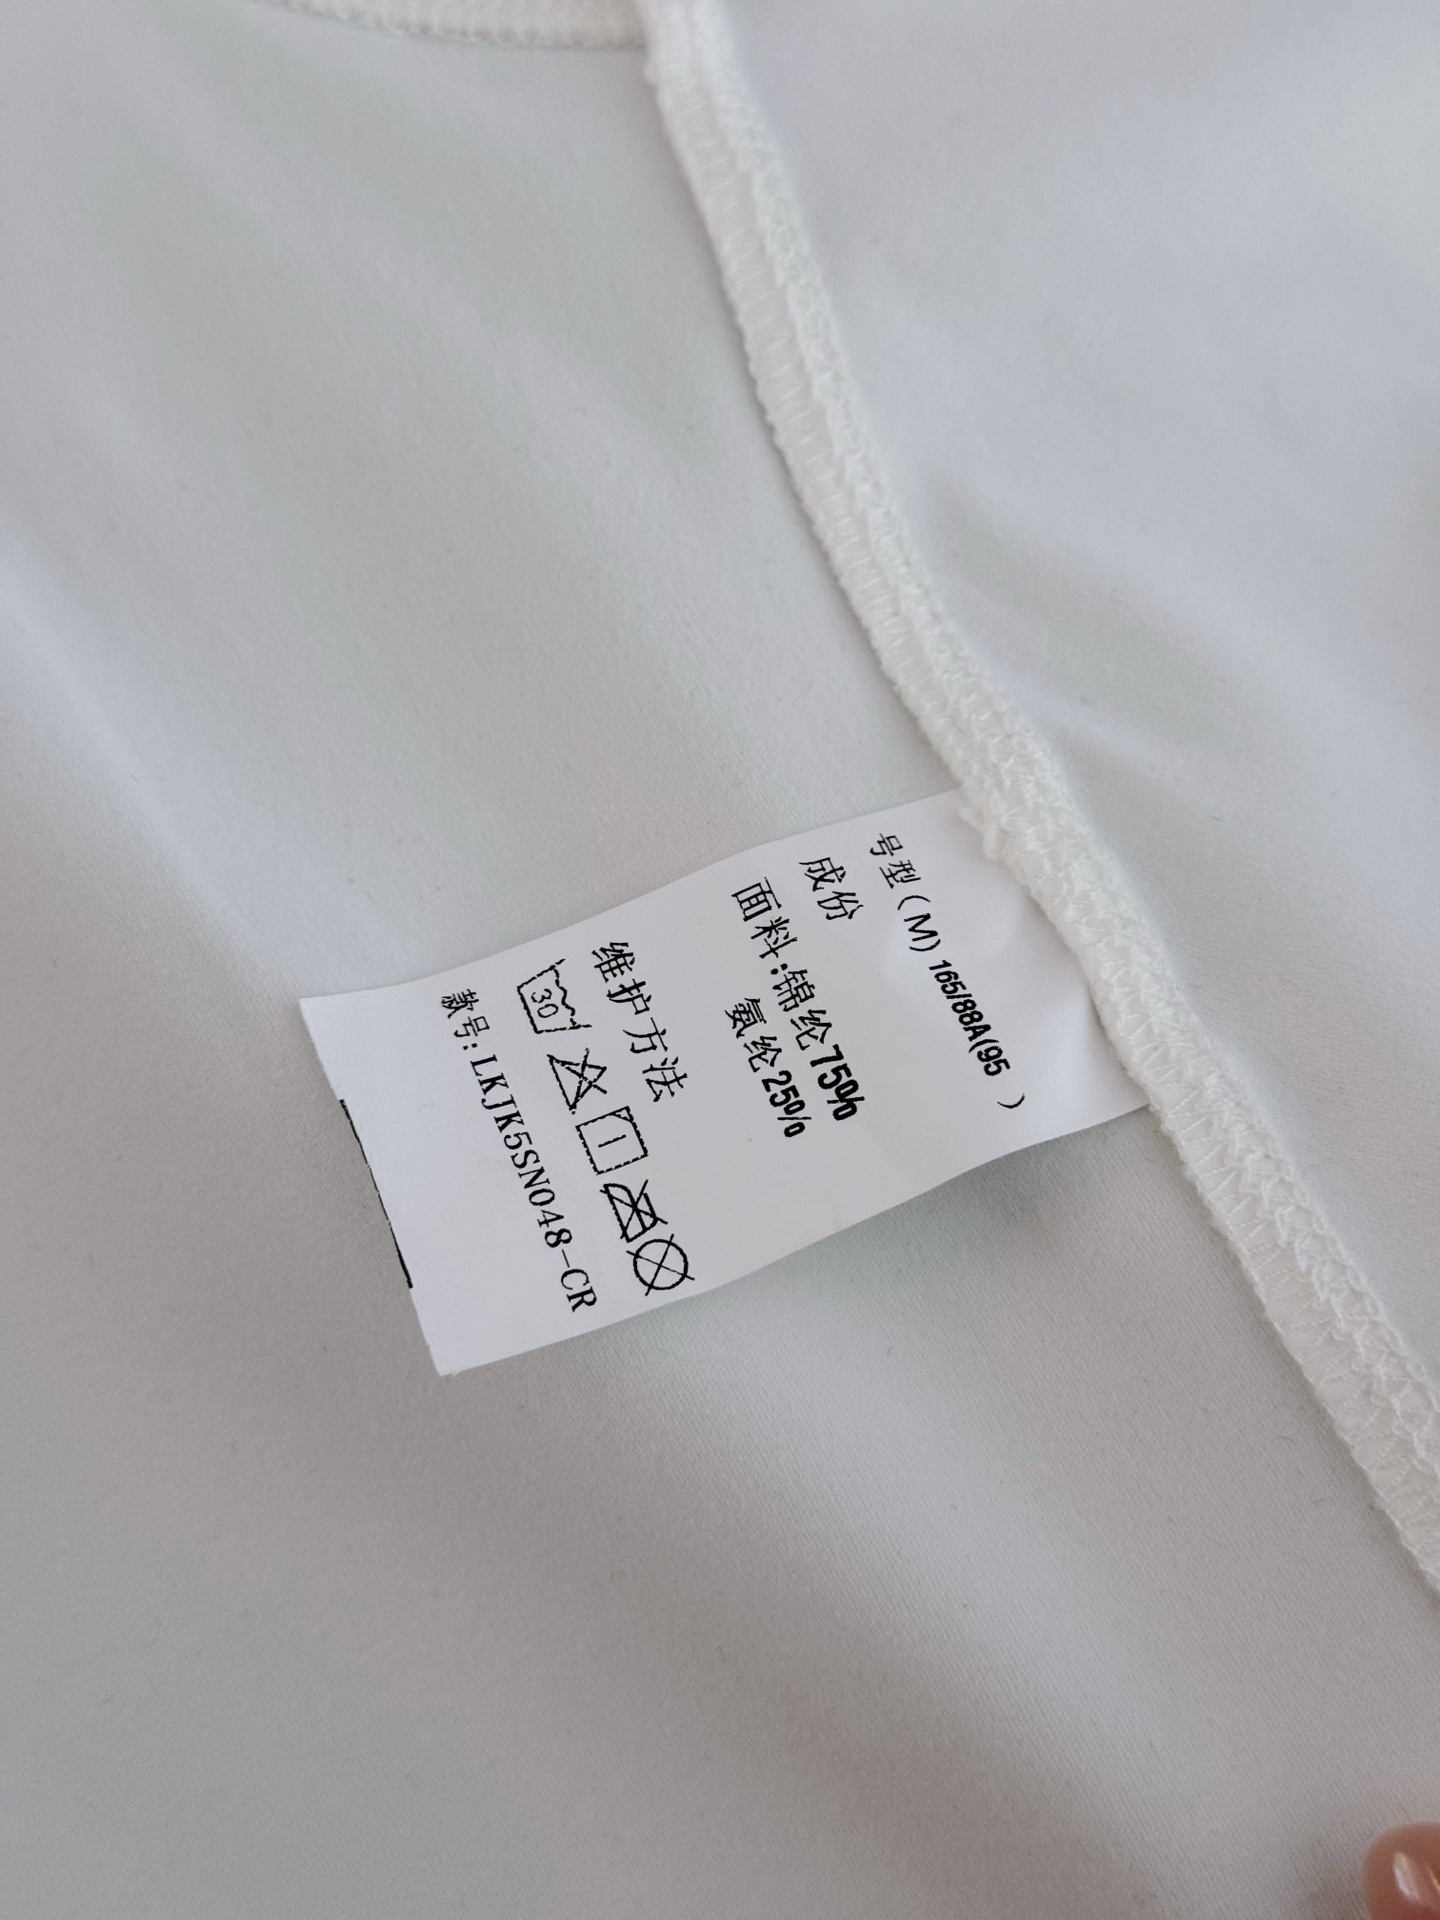 号型(M)165/88A(95 )
成份
面料:锦纶75%
氨纶25%
维护方法
30
款号:LKJK5SN048-CR